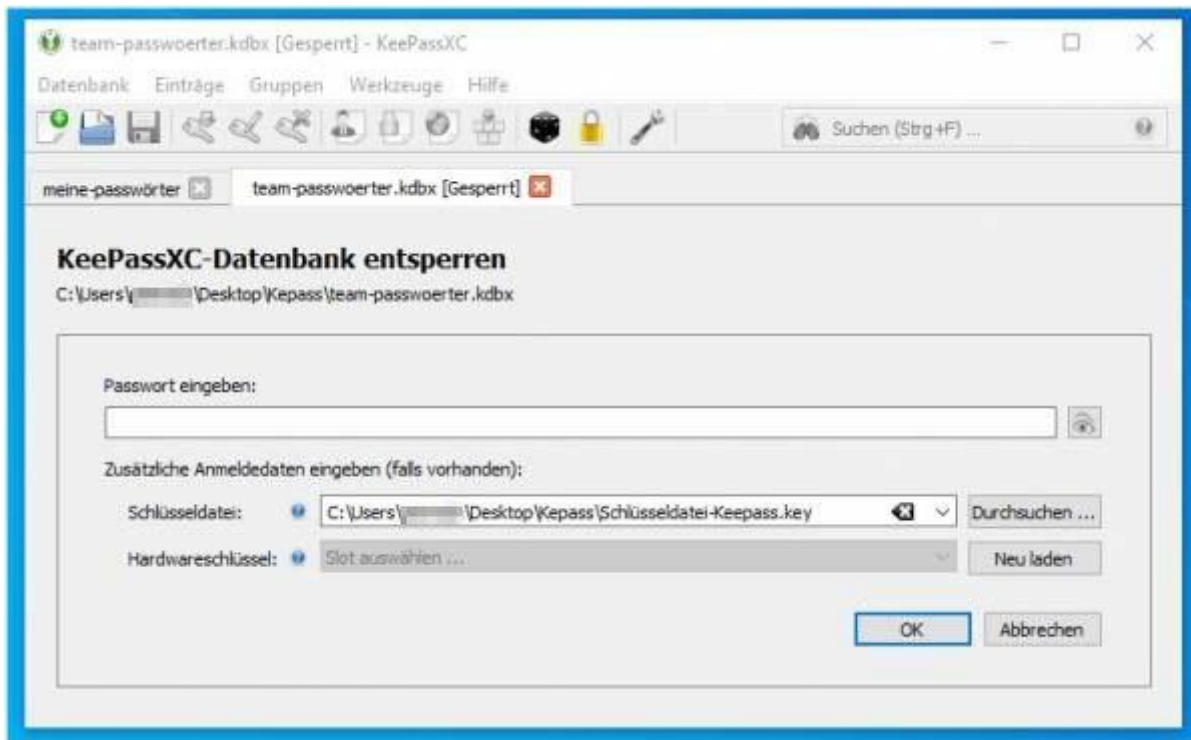 team-passwoerter.kdbx [Gesperrt] - KeePassXC
Datenbank Einträge Gruppen Werkzeuge Hilfe
Suchen (Strg+F) ...
meine-passwörter team-passwoerter.kdbx [Gesperrt]
KeePassXC-Datenbank entsperren
C:\Users\ \Desktop\Kepass\team-passwoerter.kdbx
Passwort eingeben:
Zusätzliche Anmeldedaten eingeben (falls vorhanden):
Schlüsseldatei: C:\Users\ \Desktop\Kepass\Schlüsseldatei-Keepass.key Durchsuchen ...
Hardwareschlüssel: Slot auswählen ... Neu laden
OK Abbrechen